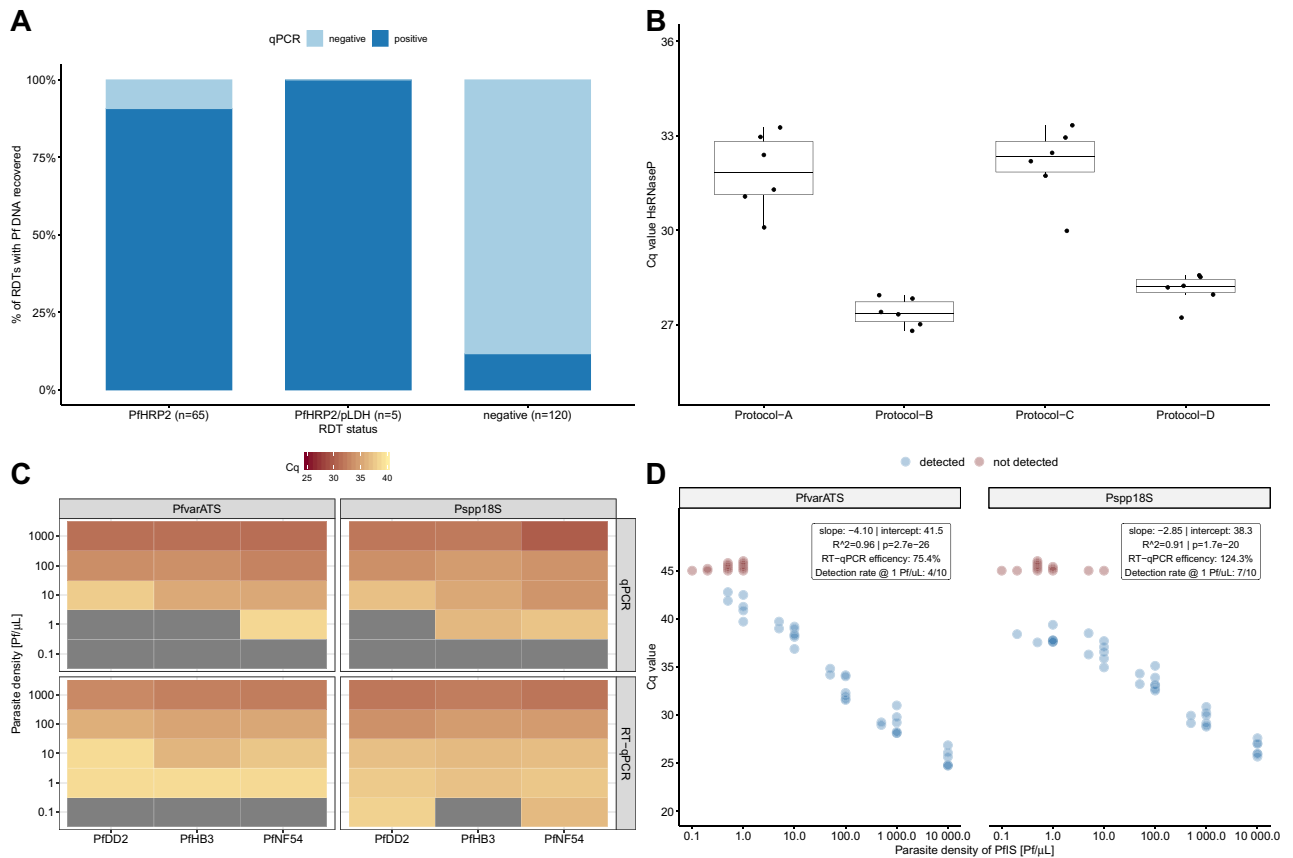 A
qPCR negative positive
% of RDTs with Pf DNA recovered
100%
75%
50%
25%
0%
PfHRP2 (n=65) PfHRP2/pLDH (n=5) negative (n=120)
RDT status
B
Cq value HsRNaseP
36
33
30
27
Protocol−A Protocol−B Protocol−C Protocol−D
C
Cq
25 30 35 40
PfvarATS Pspp18S
Parasite density [Pf/µL]
1000
100
10
1
0.1
qPCR
1000
100
10
1
0.1
RT−qPCR
PfDD2 PfHB3 PfNF54 PfDD2 PfHB3 PfNF54
D
detected not detected
PfvarATS Pspp18S
slope: −4.10 | intercept: 41.5
R^2=0.96 | p=2.7e−26
RT−qPCR efficency: 75.4%
Detection rate @ 1 Pf/uL: 4/10
slope: −2.85 | intercept: 38.3
R^2=0.91 | p=1.7e−20
RT−qPCR efficency: 124.3%
Detection rate @ 1 Pf/uL: 7/10
Cq value
45
40
35
30
25
20
0.1 1.0 10.0 100.0 1 000.0 10 000.0 0.1 1.0 10.0 100.0 1 000.0 10 000.0
Parasite density of PfIS [Pf/µL]